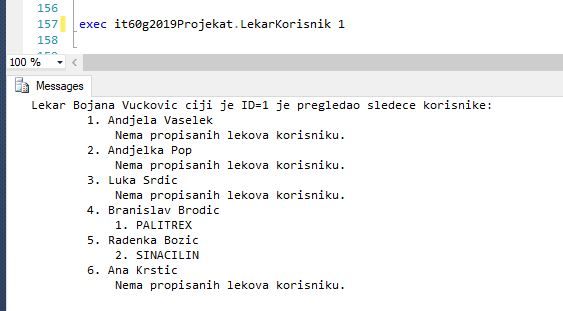 156
157 exec it60g2019Projekat.LekarKorisnik 1
158
100 %
Messages
Lekar Bojana Vuckovic ciji je ID=1 je pregledao sledece korisnike:
1. Andjela Vaselek
Nema propisanih lekova korisniku.
2. Andjelka Pop
Nema propisanih lekova korisniku.
3. Luka Srdic
Nema propisanih lekova korisniku.
4. Branislav Brodic
1. PALITREX
5. Radenka Bozic
2. SINACILIN
6. Ana Krstic
Nema propisanih lekova korisniku.